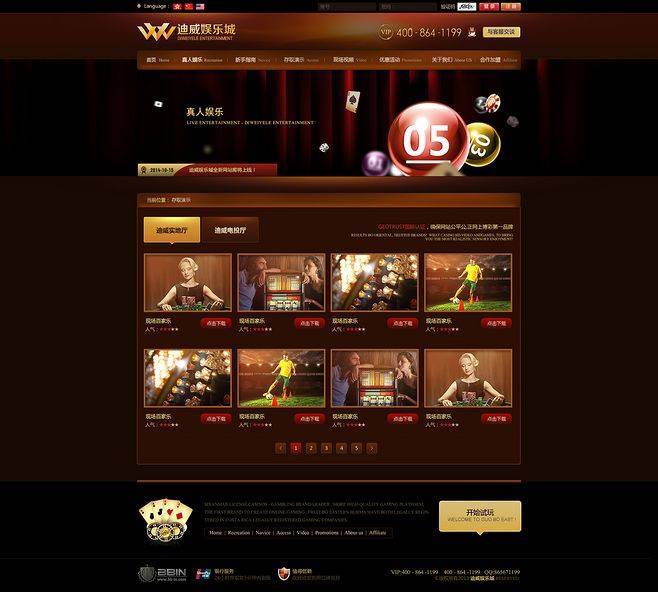 Language :
验证码
登 录
注 册
迪威娱乐城
DIWEIYELE ENTERTAINMENT
VIP 400 - 864 -1199
与客服交谈
首页 Home
真人娱乐 Recreation
新手指南 Novice
存取演示 Access
现场视频 Video
优惠活动 Promotions
关于我们 About US
合作加盟 Affiliate
真人娱乐
LIVE ENTERTAINMENT - DIWEIYELE ENTERTAINMENT
05
03
01
2014-10-15 迪威娱乐城全新网站即将上线！
当前位置： 存取演示
迪威实地厅
迪威电投厅
GEOTRUST国际认证，确保网站公平公正网上博彩第一品牌
现场百家乐
人气：★★★★★
点击下载
现场百家乐
人气：★★★★★
点击下载
现场百家乐
人气：★★★★★
点击下载
现场百家乐
人气：★★★★★
点击下载
现场百家乐
人气：★★★★★
点击下载
现场百家乐
人气：★★★★★
点击下载
现场百家乐
人气：★★★★★
点击下载
现场百家乐
人气：★★★★★
点击下载
1 2 3 4 5
Home | Recreation | Novice | Access | Video | Promotions | About us | Affiliate
开始试玩
WELCOME TO GUO BO EAST !
BBIN
银行服务
值得信赖
VIP:400 - 864 -1199 400 - 864 -1199 QQ:865671199